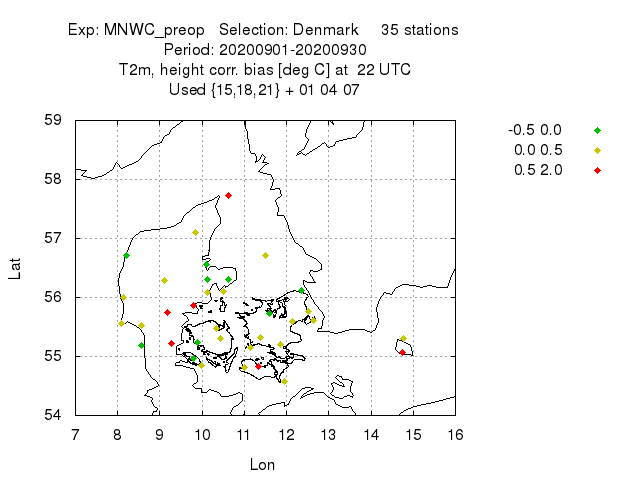 Exp: MNWC_preop Selection: Denmark 35 stations
Period: 20200901-20200930
T2m, height corr. bias [deg C] at 22 UTC
Used {15,18,21} + 01 04 07
-0.5 0.0
0.0 0.5
0.5 2.0
59
58
57
56
55
54
Lat
7 8 9 10 11 12 13 14 15 16
Lon